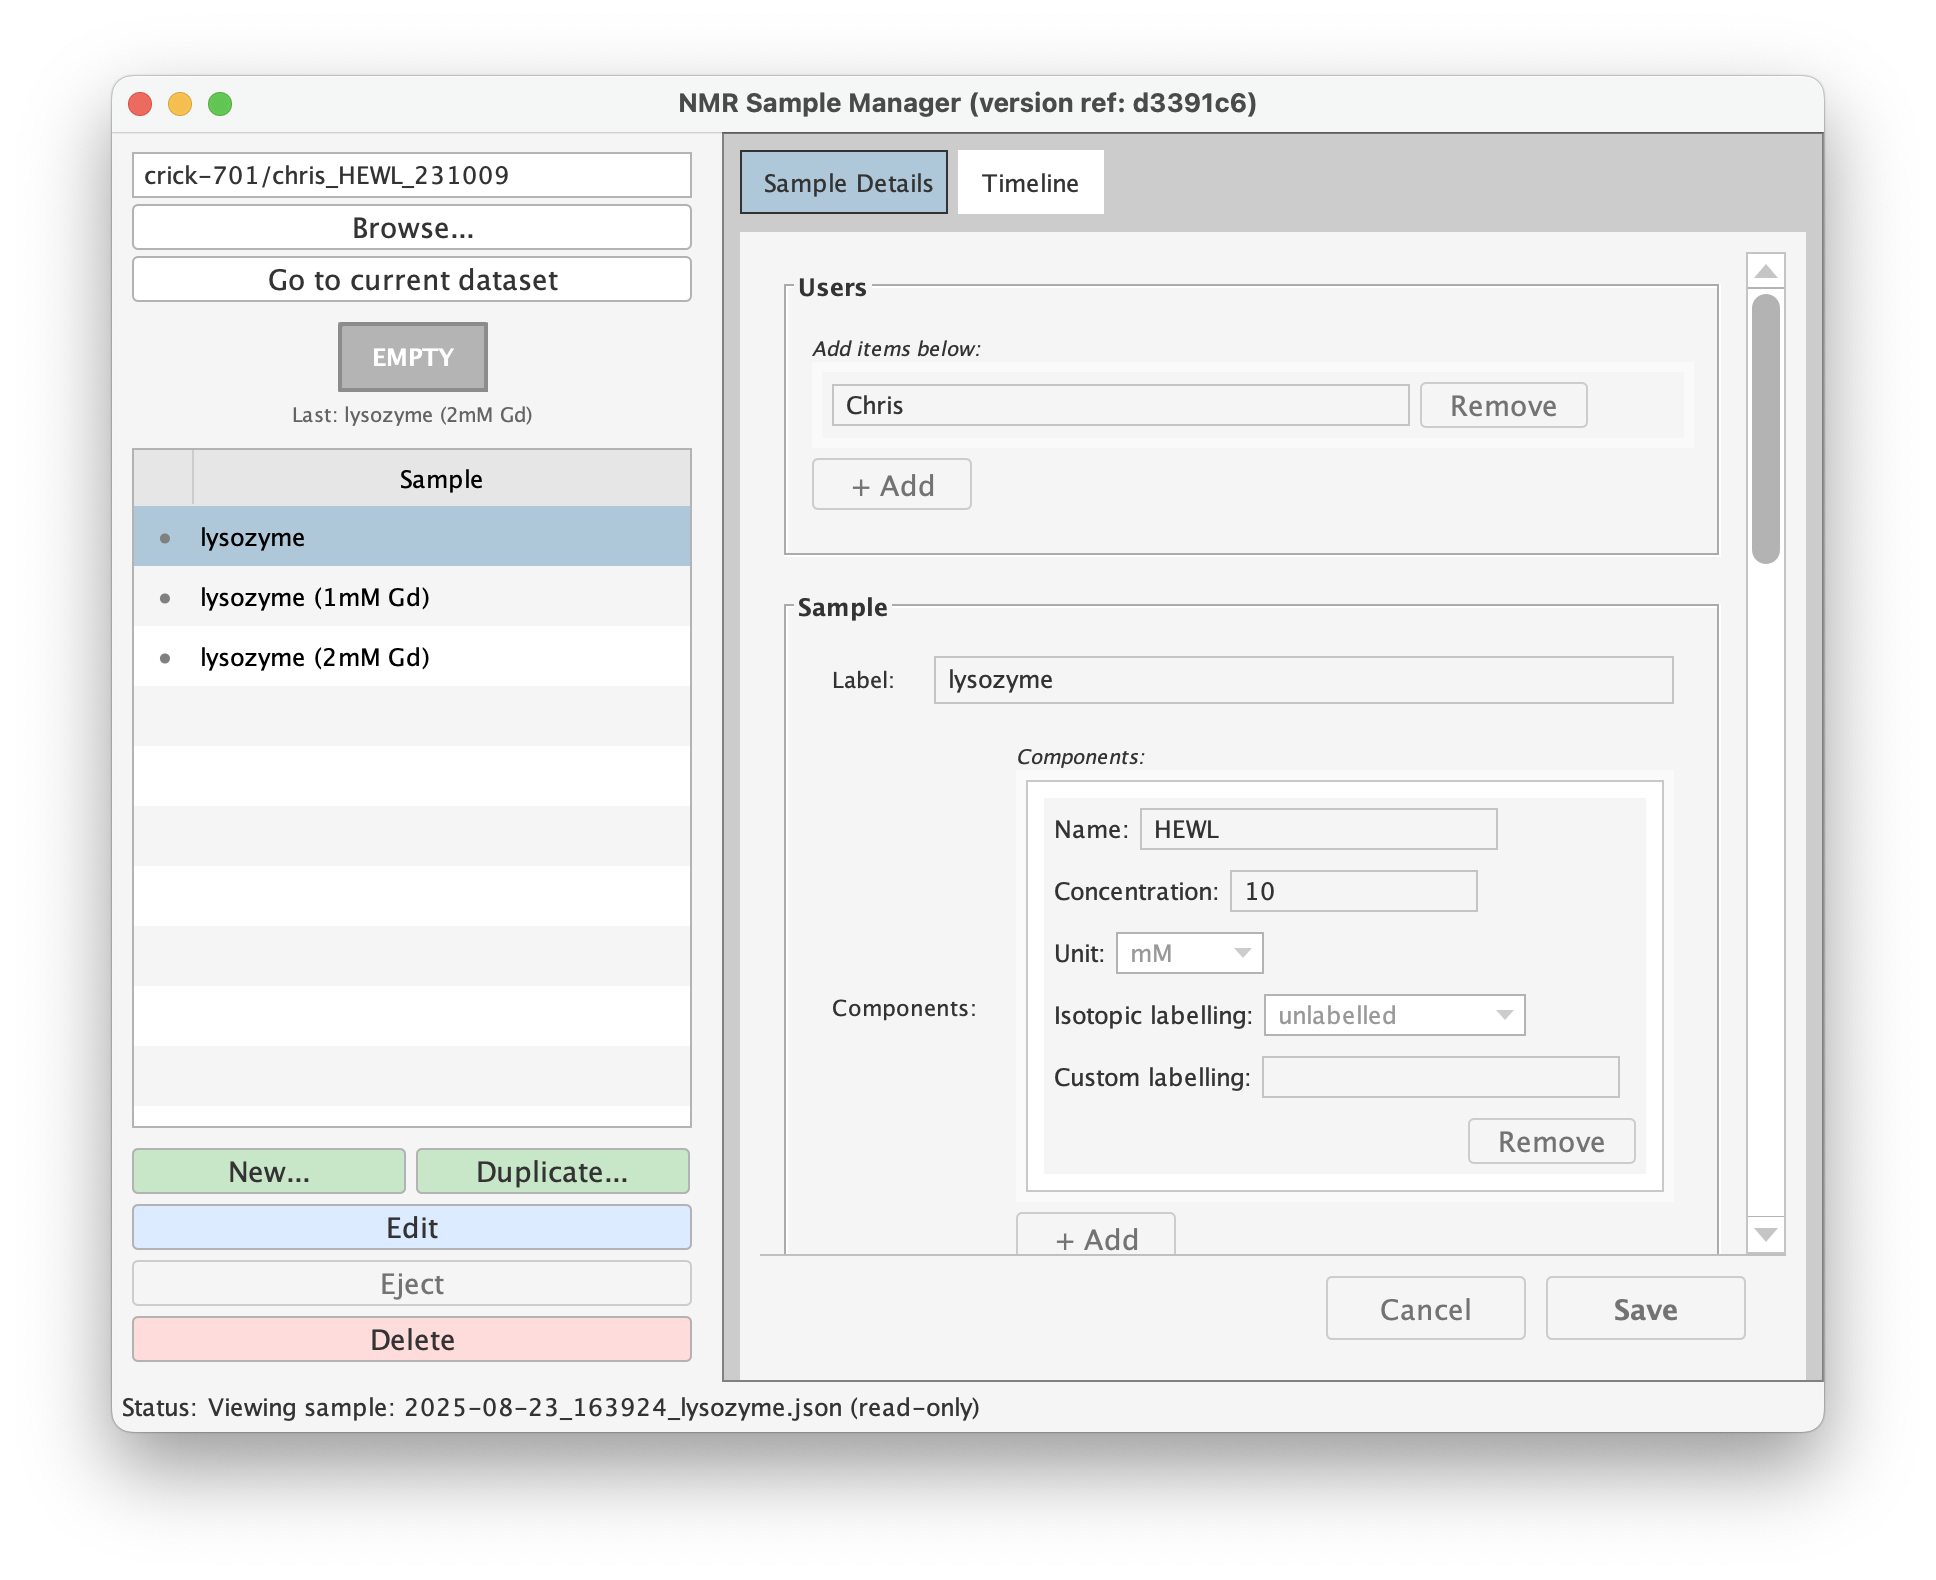 NMR Sample Manager (version ref: d3391c6)
crick-701/chris_HEWL_231009
Browse...
Go to current dataset
EMPTY
Last: lysozyme (2mM Gd)
Sample
lysozyme
lysozyme (1mM Gd)
lysozyme (2mM Gd)
New...
Duplicate...
Edit
Eject
Delete
Sample Details
Timeline
Users
Add items below:
Chris
Remove
+ Add
Sample
Label:
lysozyme
Components:
Components:
Name:
HEWL
Concentration:
10
Unit:
mM
Isotopic labelling:
unlabelled
Custom labelling:
Remove
+ Add
Cancel
Save
Status: Viewing sample: 2025-08-23_163924_lysozyme.json (read-only)